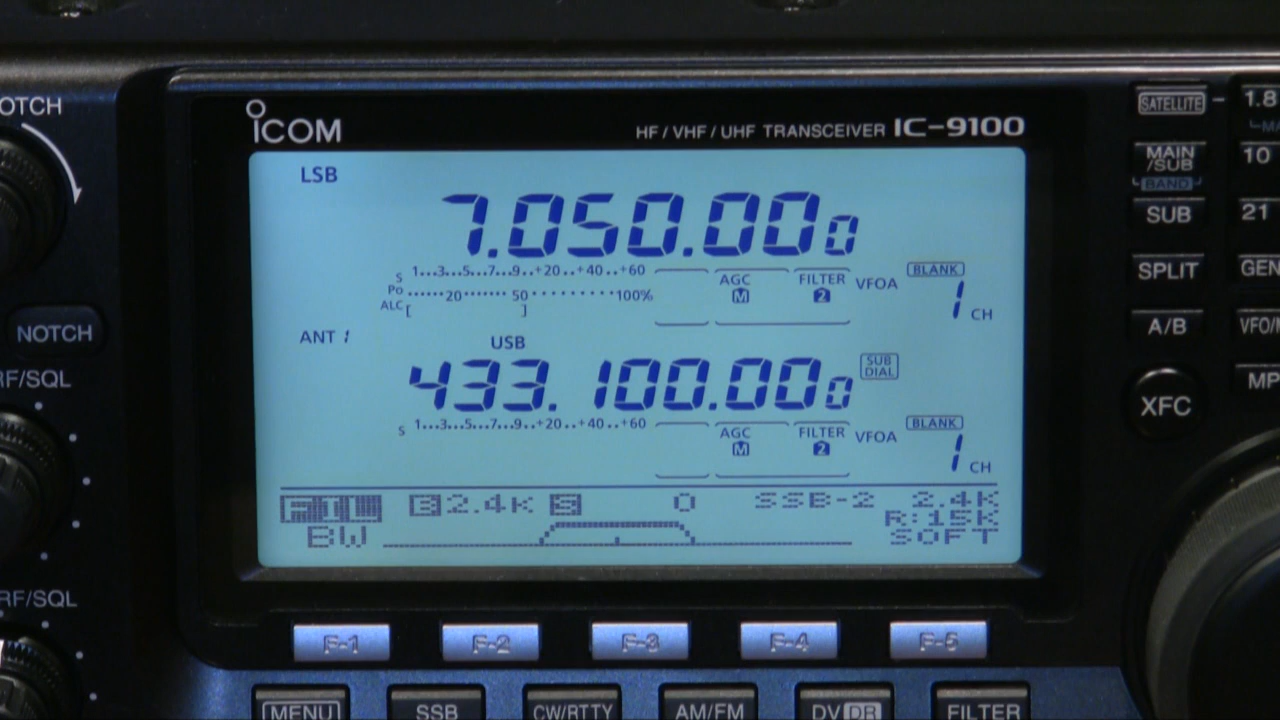 OTCH
ICOM
HF/VHF/UHF TRANSCEIVER IC-9100
SATELLITE
1.8
LSB
7.050.000
MAIN/SUB
BAND
10
SUB
21
S 1...3...5...7...9..+20..+40..+60
AGC M
FILTER 2
VFOA
BLANK
1 CH
Po ......20.......50.........100%
ALC [ ]
SPLIT
GEN
NOTCH
ANT 1
USB
A/B
VFO/M
433.100.000
SUB DIAL
RF/SQL
MP
XFC
S 1...3...5...7...9..+20..+40..+60
AGC M
FILTER 2
VFOA
BLANK
1 CH
FIL B 2.4K S 0 SSB-2 2.4K
R:15K
BW SOFT
RF/SQL
F-1 F-2 F-3 F-4 F-5
MENU SSB CW/RTTY AM/FM DV DR FILTER